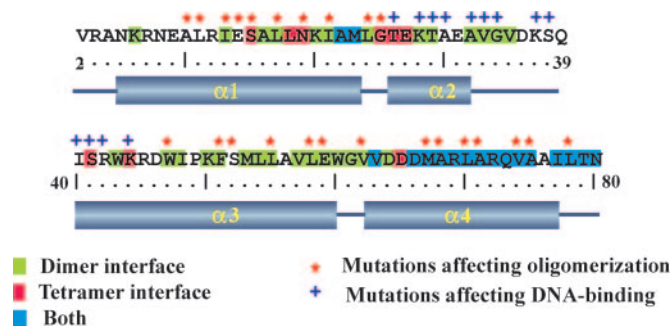 VRANKRNEALRIESALLNKIAMLGTEKTAEAVGVDKSQ
2 39
α1 α2
ISRWKRDWIPKFSMLLAVLEWGVVDDDMARLARQVAAILTN
40 80
α3 α4
Dimer interface
Tetramer interface
Both
* Mutations affecting oligomerization
+ Mutations affecting DNA-binding